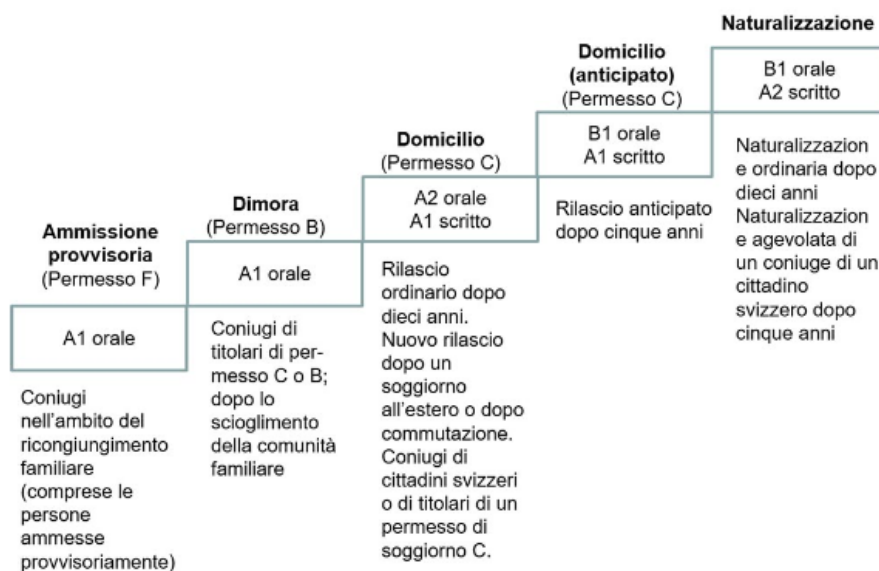 Ammissione
provvisoria
(Permesso F)
A1 orale
Coniugi
nell'ambito del
ricongiungimento
familiare
(comprese le
persone
ammesse
provvisoriamente)
Dimora
(Permesso B)
A1 orale
Coniugi di
titolari di per-
messo C o B;
dopo lo
scioglimento
della comunità
familiare
Domicilio
(Permesso C)
A2 orale
A1 scritto
Rilascio
ordinario dopo
dieci anni.
Nuovo rilascio
dopo un
soggiorno
all'estero o dopo
commutazione.
Coniugi di
cittadini svizzeri
o di titolari di un
permesso di
soggiorno C.
Domicilio
(anticipato)
(Permesso C)
B1 orale
A1 scritto
Rilascio anticipato
dopo cinque anni
Naturalizzazione
B1 orale
A2 scritto
Naturalizzazion
e ordinaria dopo
dieci anni
Naturalizzazion
e agevolata di
un coniuge di un
cittadino
svizzero dopo
cinque anni